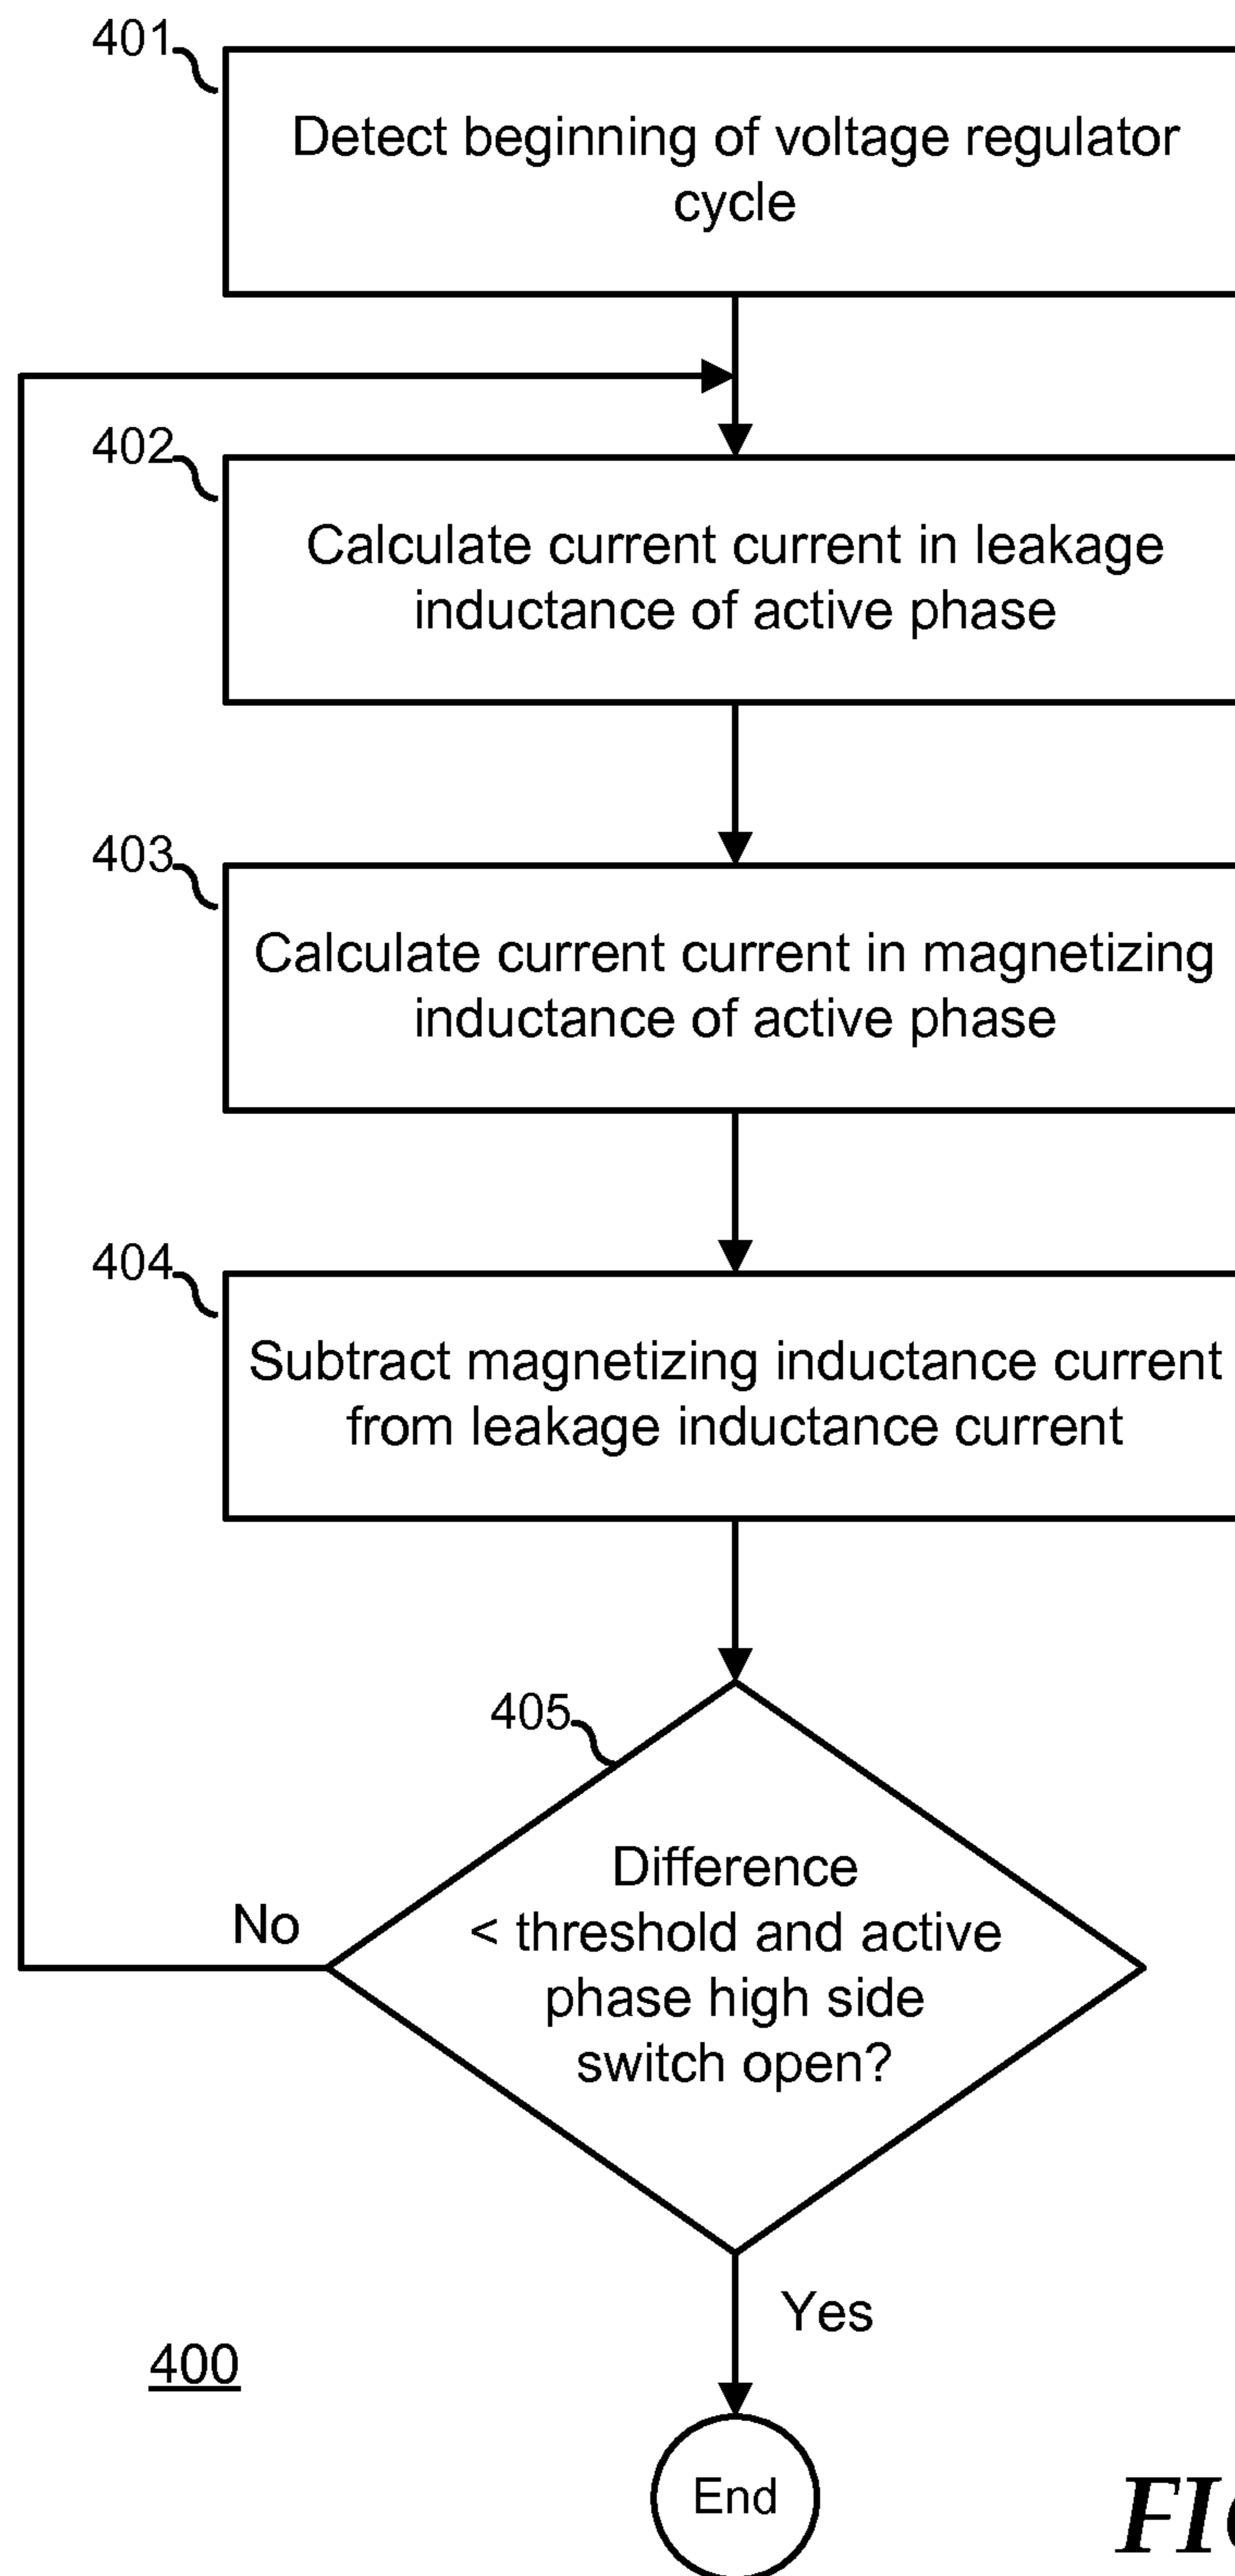 401
Detect beginning of voltage regulator
cycle
402
Calculate current current in leakage
inductance of active phase
403
Calculate current current in magnetizing
inductance of active phase
404
Subtract magnetizing inductance current
from leakage inductance current
405
Difference
< threshold and active
phase high side
switch open?
No
Yes
400
End